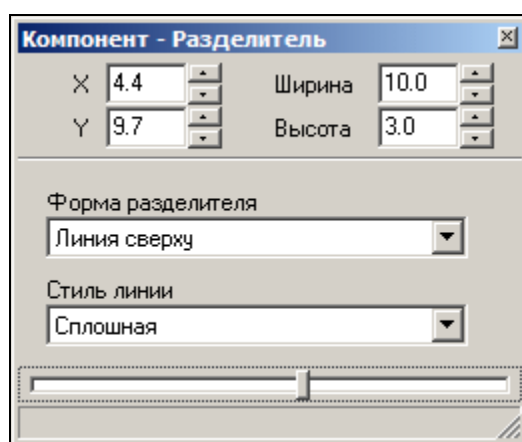 Компонент - Разделитель
X 4.4 Ширина 10.0
Y 9.7 Высота 3.0
Форма разделителя
Линия сверху
Стиль линии
Сплошная